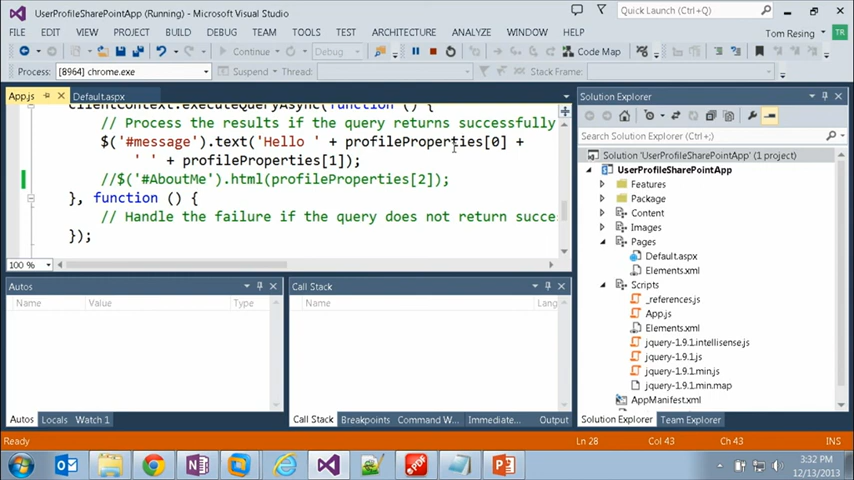 UserProfileSharePointApp (Running) - Microsoft Visual Studio
Quick Launch (Ctrl+Q)
FILE EDIT VIEW PROJECT BUILD DEBUG TEAM SQL TOOLS TEST ARCHITECTURE ANALYZE WINDOW HELP
Tom Resing
TR
Continue
Debug
Code Map
Process: [8964] chrome.exe
Suspend
Thread:
Stack Frame:
App.js
Default.aspx
clientContext.executeQueryAsync(function () {
// Process the results if the query returns successfully
$('#message').text('Hello ' + profileProperties[0] +
' ' + profileProperties[1]);
//$('#AboutMe').html(profileProperties[2]);
}, function () {
// Handle the failure if the query does not return succe
});
100 %
Autos
Name Value Type
Autos Locals Watch 1
Call Stack
Name Lang
Call Stack Breakpoints Command W... Immediate... Output
Solution Explorer
Search Solution Explorer (Ctrl+;)
Solution 'UserProfileSharePointApp' (1 project)
UserProfileSharePointApp
Features
Package
Content
Images
Pages
Default.aspx
Elements.xml
Scripts
_references.js
App.js
Elements.xml
jquery-1.9.1.intellisense.js
jquery-1.9.1.js
jquery-1.9.1.min.js
jquery-1.9.1.min.map
AppManifest.xml
Solution Explorer Team Explorer
Ready
Ln 28 Col 43 Ch 43 INS
3:32 PM
12/13/2013